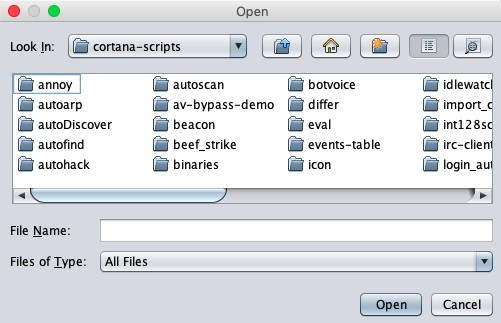 Open
Look In: cortana-scripts
annoy autoscan botvoice idlewatch
autoarp av-bypass-demo differ import_c
autoDiscover beacon eval int128sc
autofind beef_strike events-table irc-clien
autohack binaries icon login_aut
File Name:
Files of Type: All Files
Open Cancel